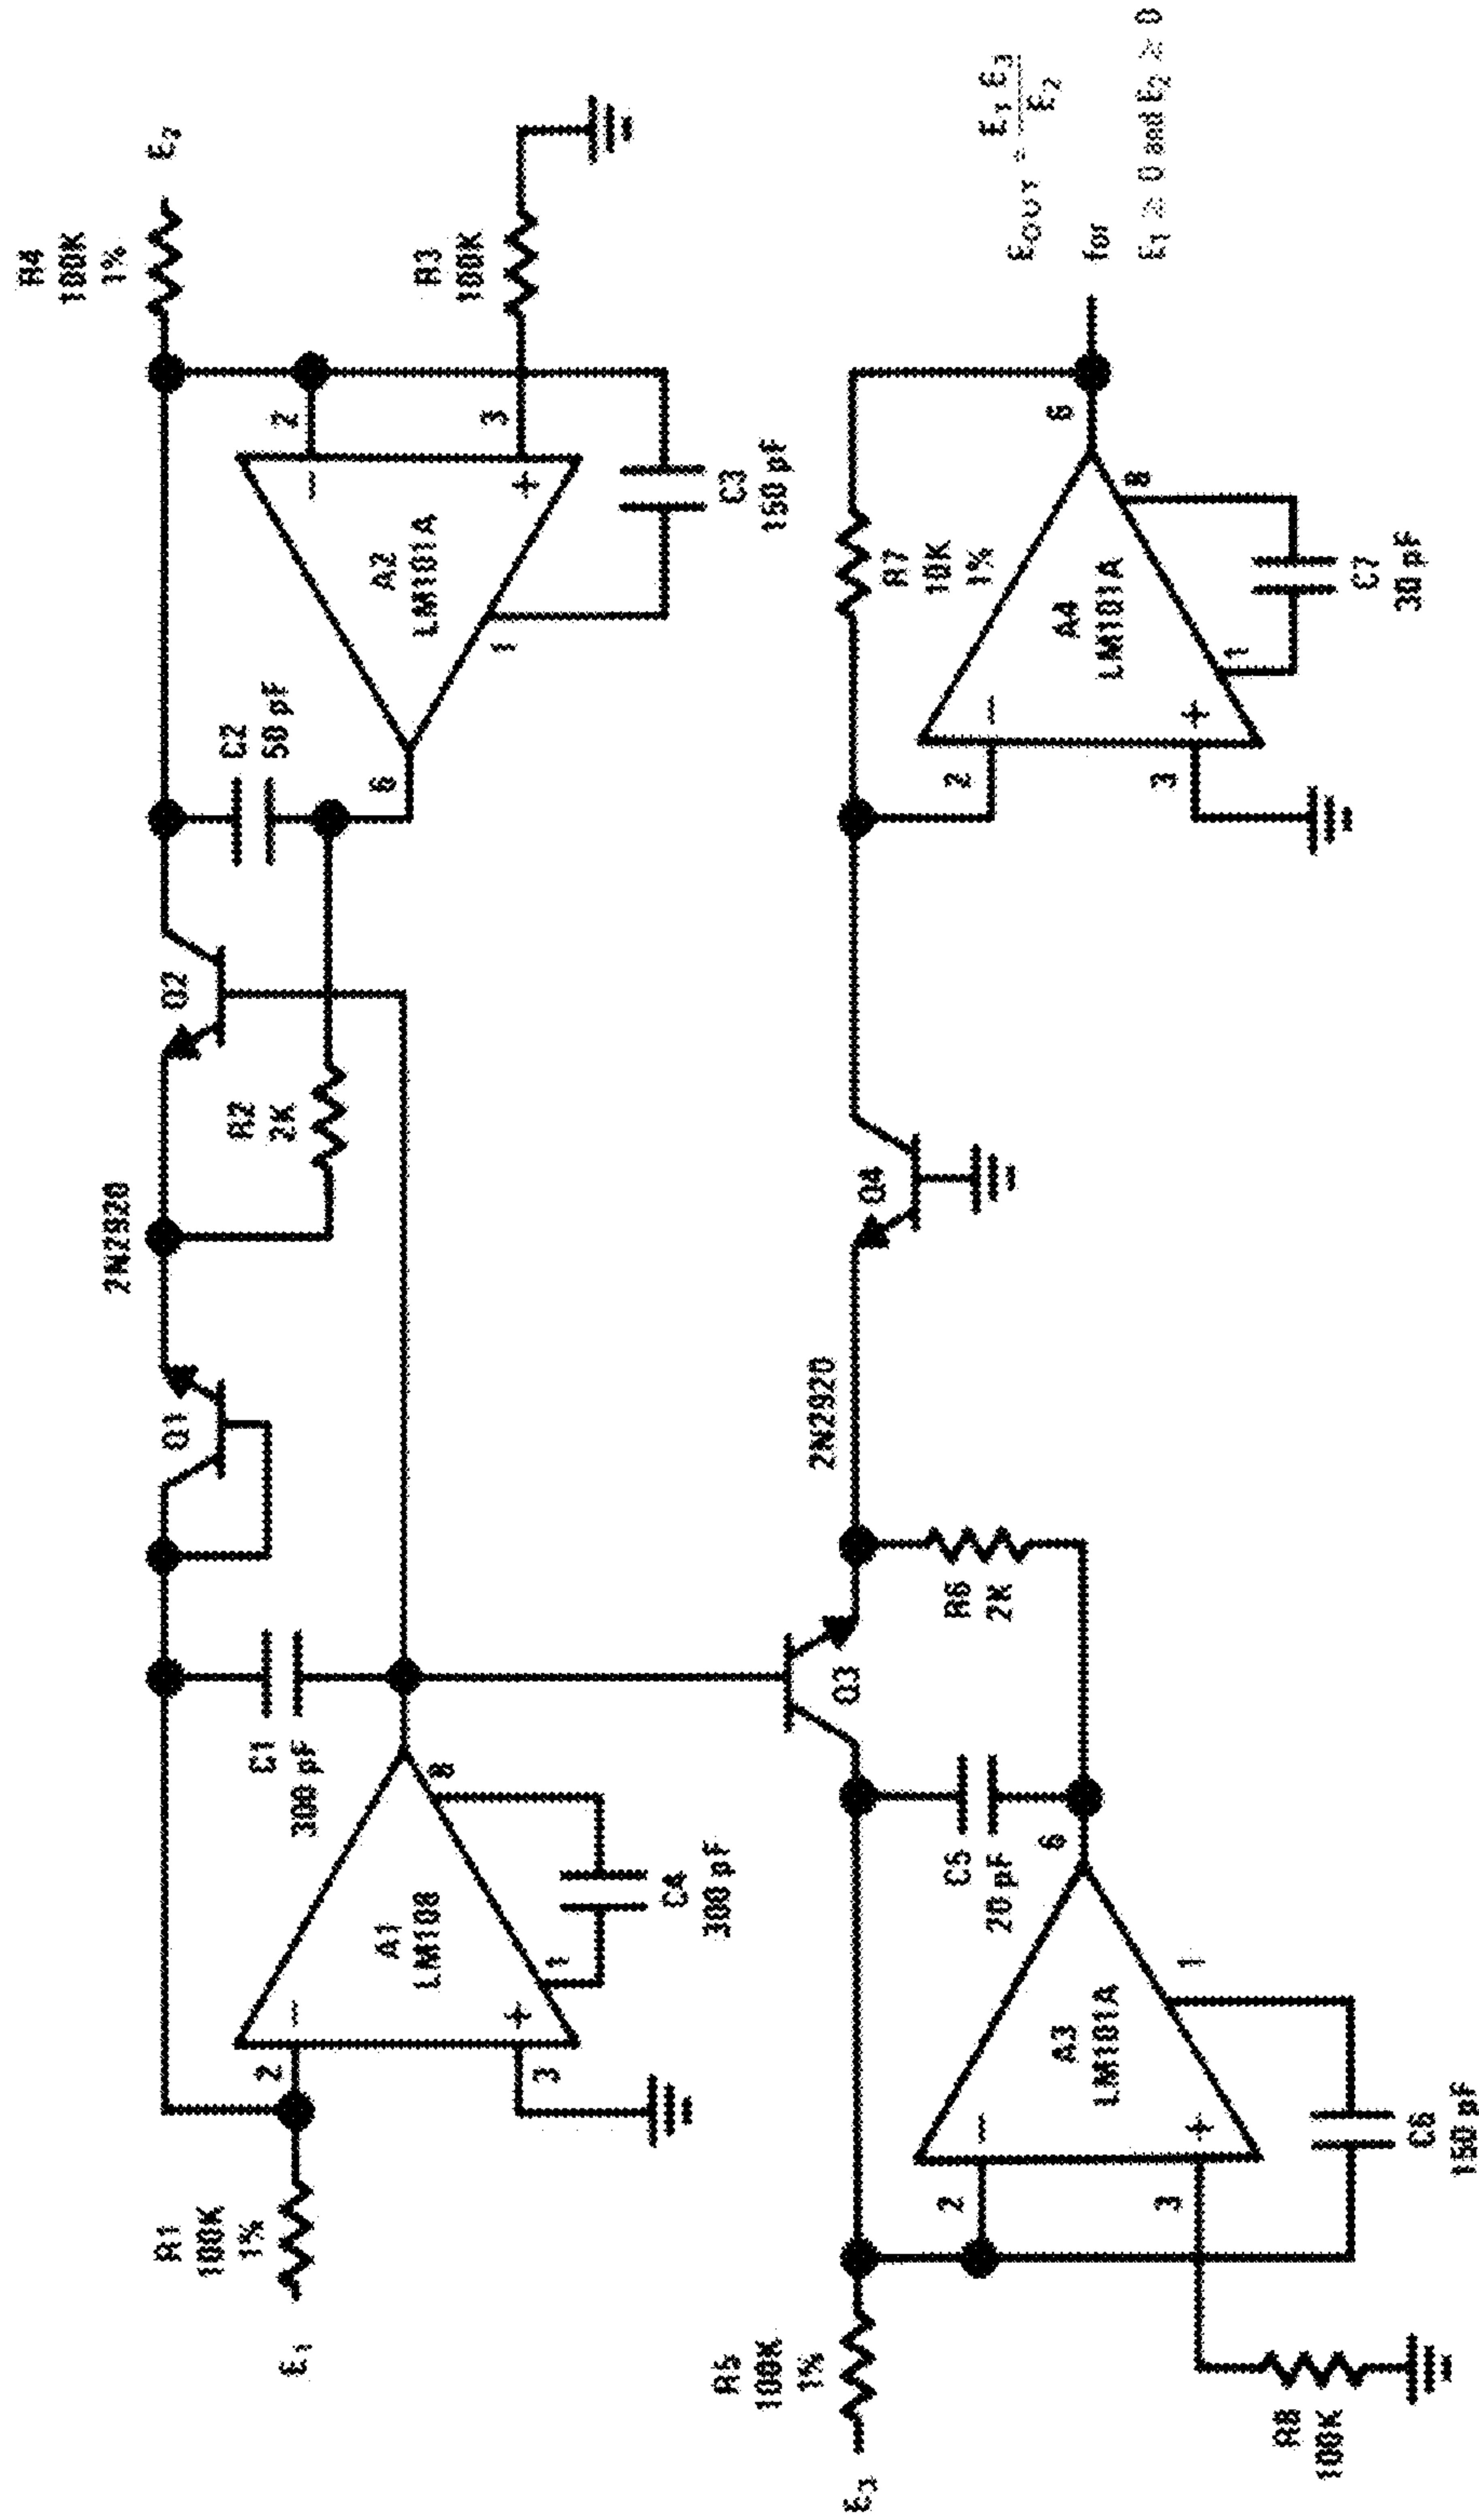 R4
100K
1%
E2
C2
50 pF
2N2920
Q1
Q2
R2
2K
2
3
−
+
A2
LM101A
6
1
R3
100K
C3
150 pF
R1
100K
1%
E1
2
3
−
+
A1
LM108
8
1
C1
300 pF
C4
300 pF
R5
100K
1%
E3
2
3
−
+
A3
LM101A
6
1
C5
20 pF
C6
150 pF
R8
100K
Q3
R6
2K
2N2920
Q4
R7
10K
1%
2
3
−
+
A4
LM101A
6
8
1
C7
30 pF
EOUT = E1 E3
E2
for
E1 ≥ 0 and E2 ≥ 0